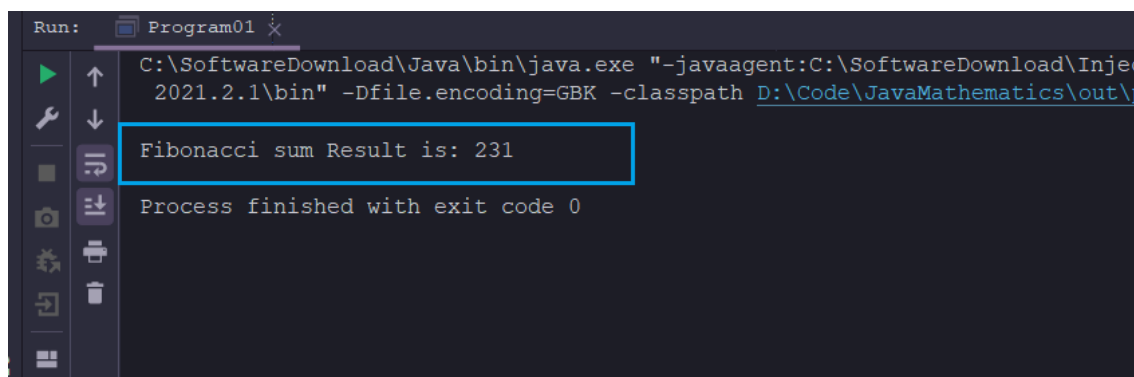 Run: Program01
C:\SoftwareDownload\Java\bin\java.exe "-javaagent:C:\SoftwareDownload\Inje
2021.2.1\bin" -Dfile.encoding=GBK -classpath D:\Code\JavaMathematics\out\
Fibonacci sum Result is: 231
Process finished with exit code 0